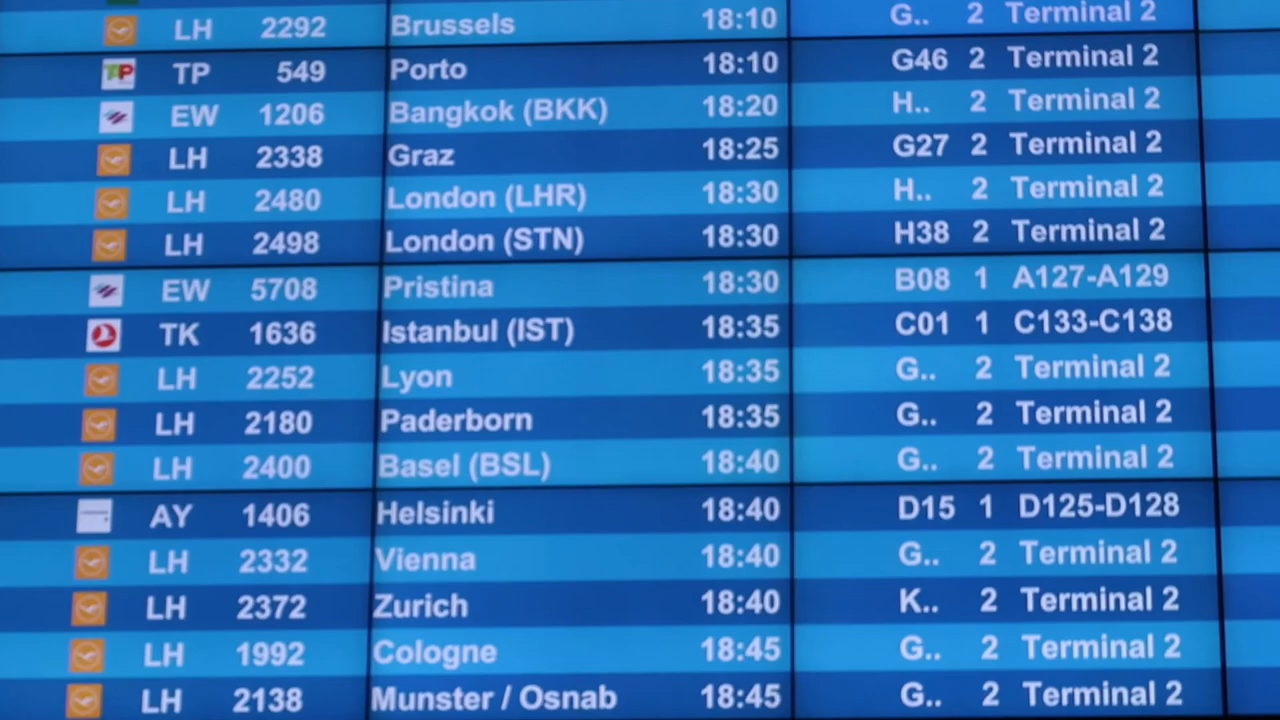 LH 2292 Brussels 18:10 G.. 2 Terminal 2
TP TP 549 Porto 18:10 G46 2 Terminal 2
EW 1206 Bangkok (BKK) 18:20 H.. 2 Terminal 2
LH 2338 Graz 18:25 G27 2 Terminal 2
LH 2480 London (LHR) 18:30 H.. 2 Terminal 2
LH 2498 London (STN) 18:30 H38 2 Terminal 2
EW 5708 Pristina 18:30 B08 1 A127-A129
TK 1636 Istanbul (IST) 18:35 C01 1 C133-C138
LH 2252 Lyon 18:35 G.. 2 Terminal 2
LH 2180 Paderborn 18:35 G.. 2 Terminal 2
LH 2400 Basel (BSL) 18:40 G.. 2 Terminal 2
AY 1406 Helsinki 18:40 D15 1 D125-D128
LH 2332 Vienna 18:40 G.. 2 Terminal 2
LH 2372 Zurich 18:40 K.. 2 Terminal 2
LH 1992 Cologne 18:45 G.. 2 Terminal 2
LH 2138 Munster / Osnab 18:45 G.. 2 Terminal 2